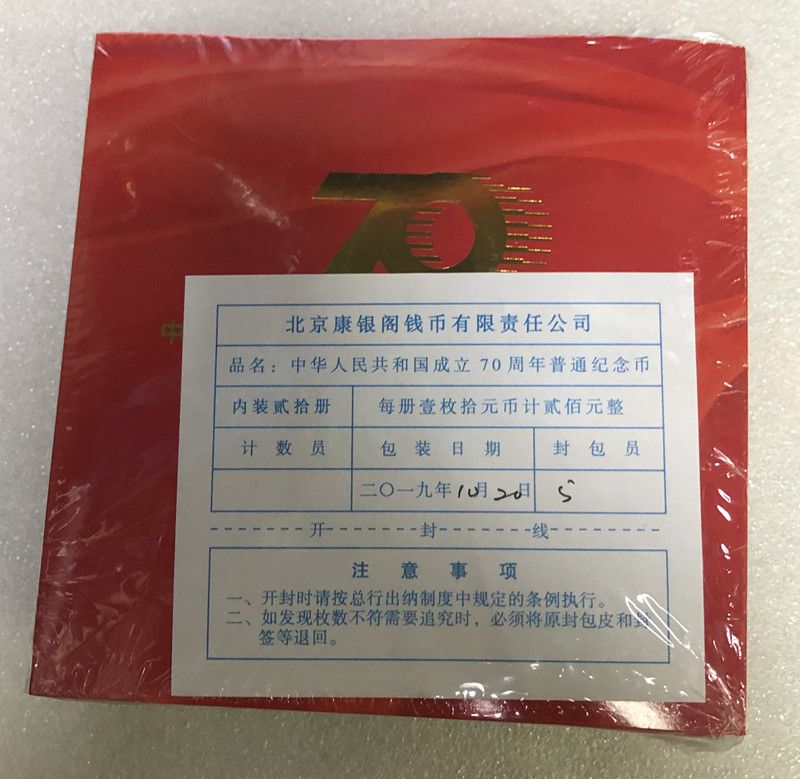 70
中
北京康银阁钱币有限责任公司
品名：中华人民共和国成立70周年普通纪念币
内装贰拾册 每册壹枚拾元币计贰佰元整
计数员 包装日期 封包员
二〇一九年10月20日 5
开封线
注意事项
一、开封时请按总行出纳制度中规定的条例执行。
二、如发现枚数不符需要追究时，必须将原封包皮和封
签等退回。